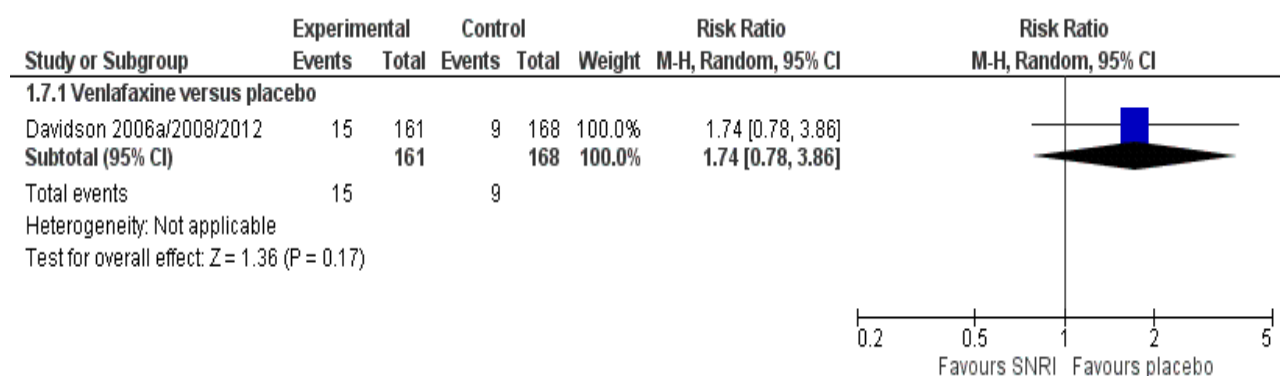 Experimental Control Risk Ratio Risk Ratio
Study or Subgroup Events Total Events Total Weight M-H, Random, 95% CI M-H, Random, 95% CI
1.7.1 Venlafaxine versus placebo
Davidson 2006a/2008/2012 15 161 9 168 100.0% 1.74 [0.78, 3.86]
Subtotal (95% CI) 161 168 100.0% 1.74 [0.78, 3.86]
Total events 15 9
Heterogeneity: Not applicable
Test for overall effect: Z = 1.36 (P = 0.17)
0.2 0.5 1 2 5
Favours SNRI Favours placebo